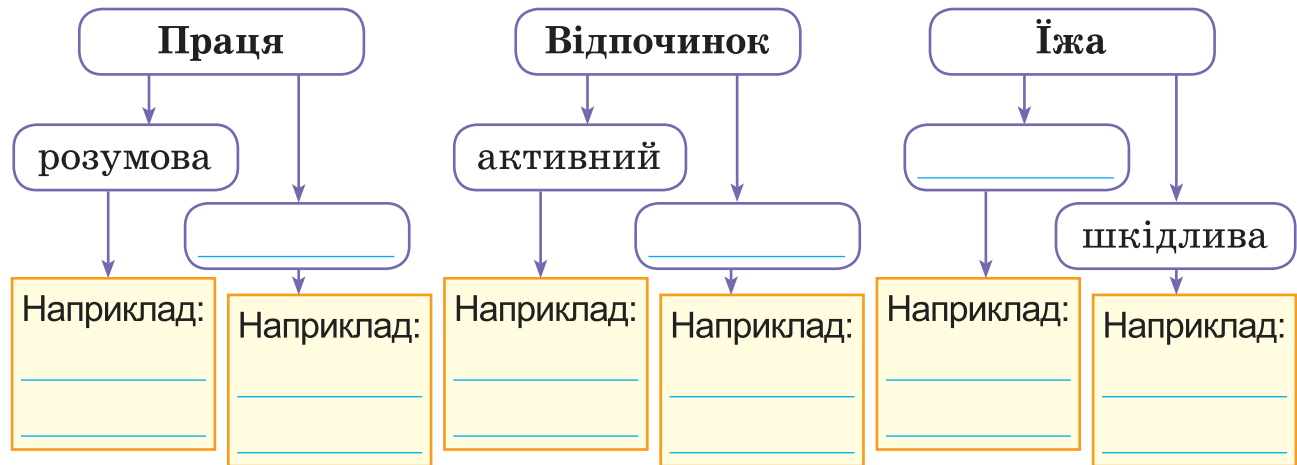 Праця
Відпочинок
Їжа
розумова
активний
шкідлива
Наприклад:
Наприклад:
Наприклад:
Наприклад:
Наприклад:
Наприклад: